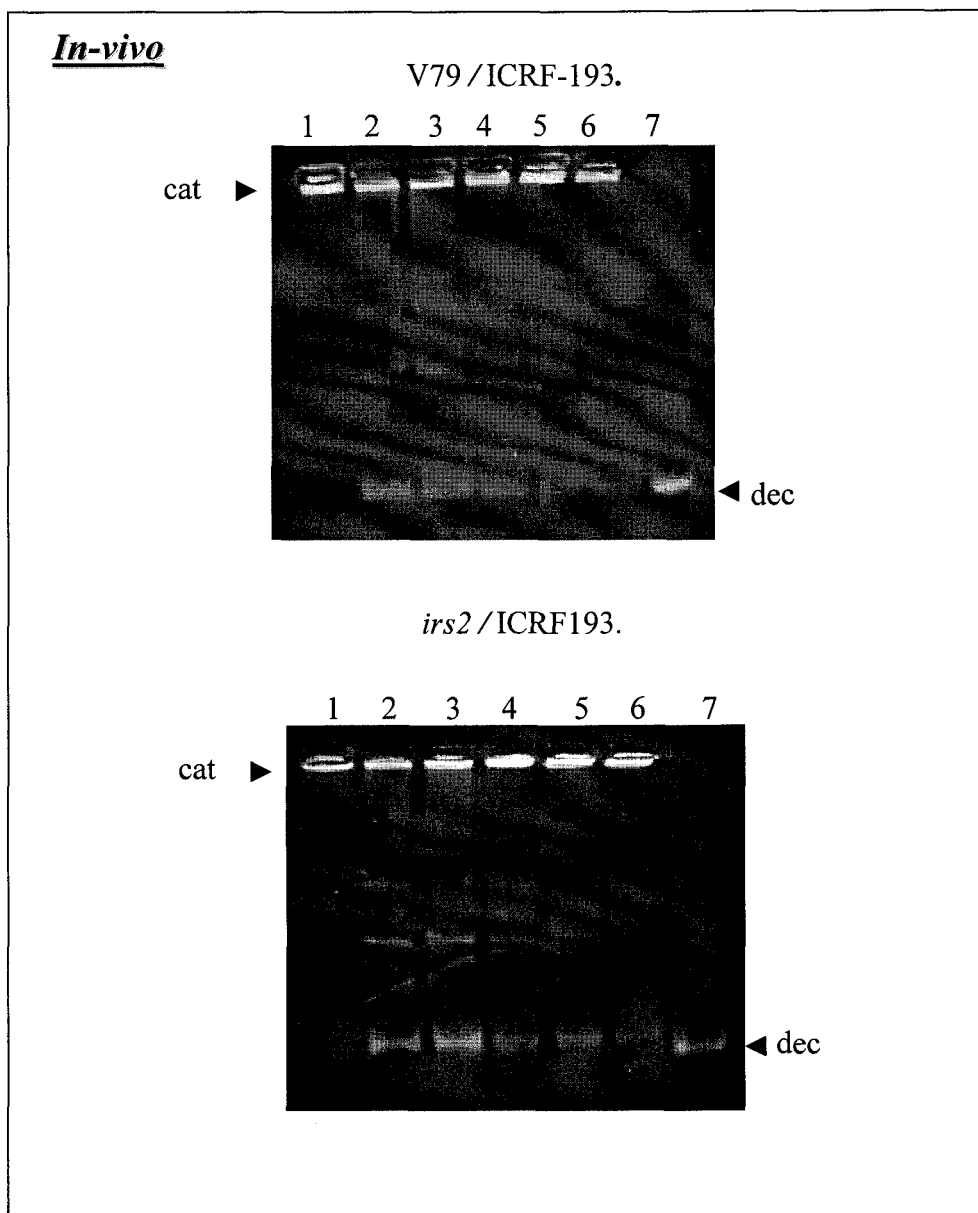 In-vivo
V79 / ICRF-193.
1 2 3 4 5 6 7
cat
dec
irs2 / ICRF193.
1 2 3 4 5 6 7
cat
dec